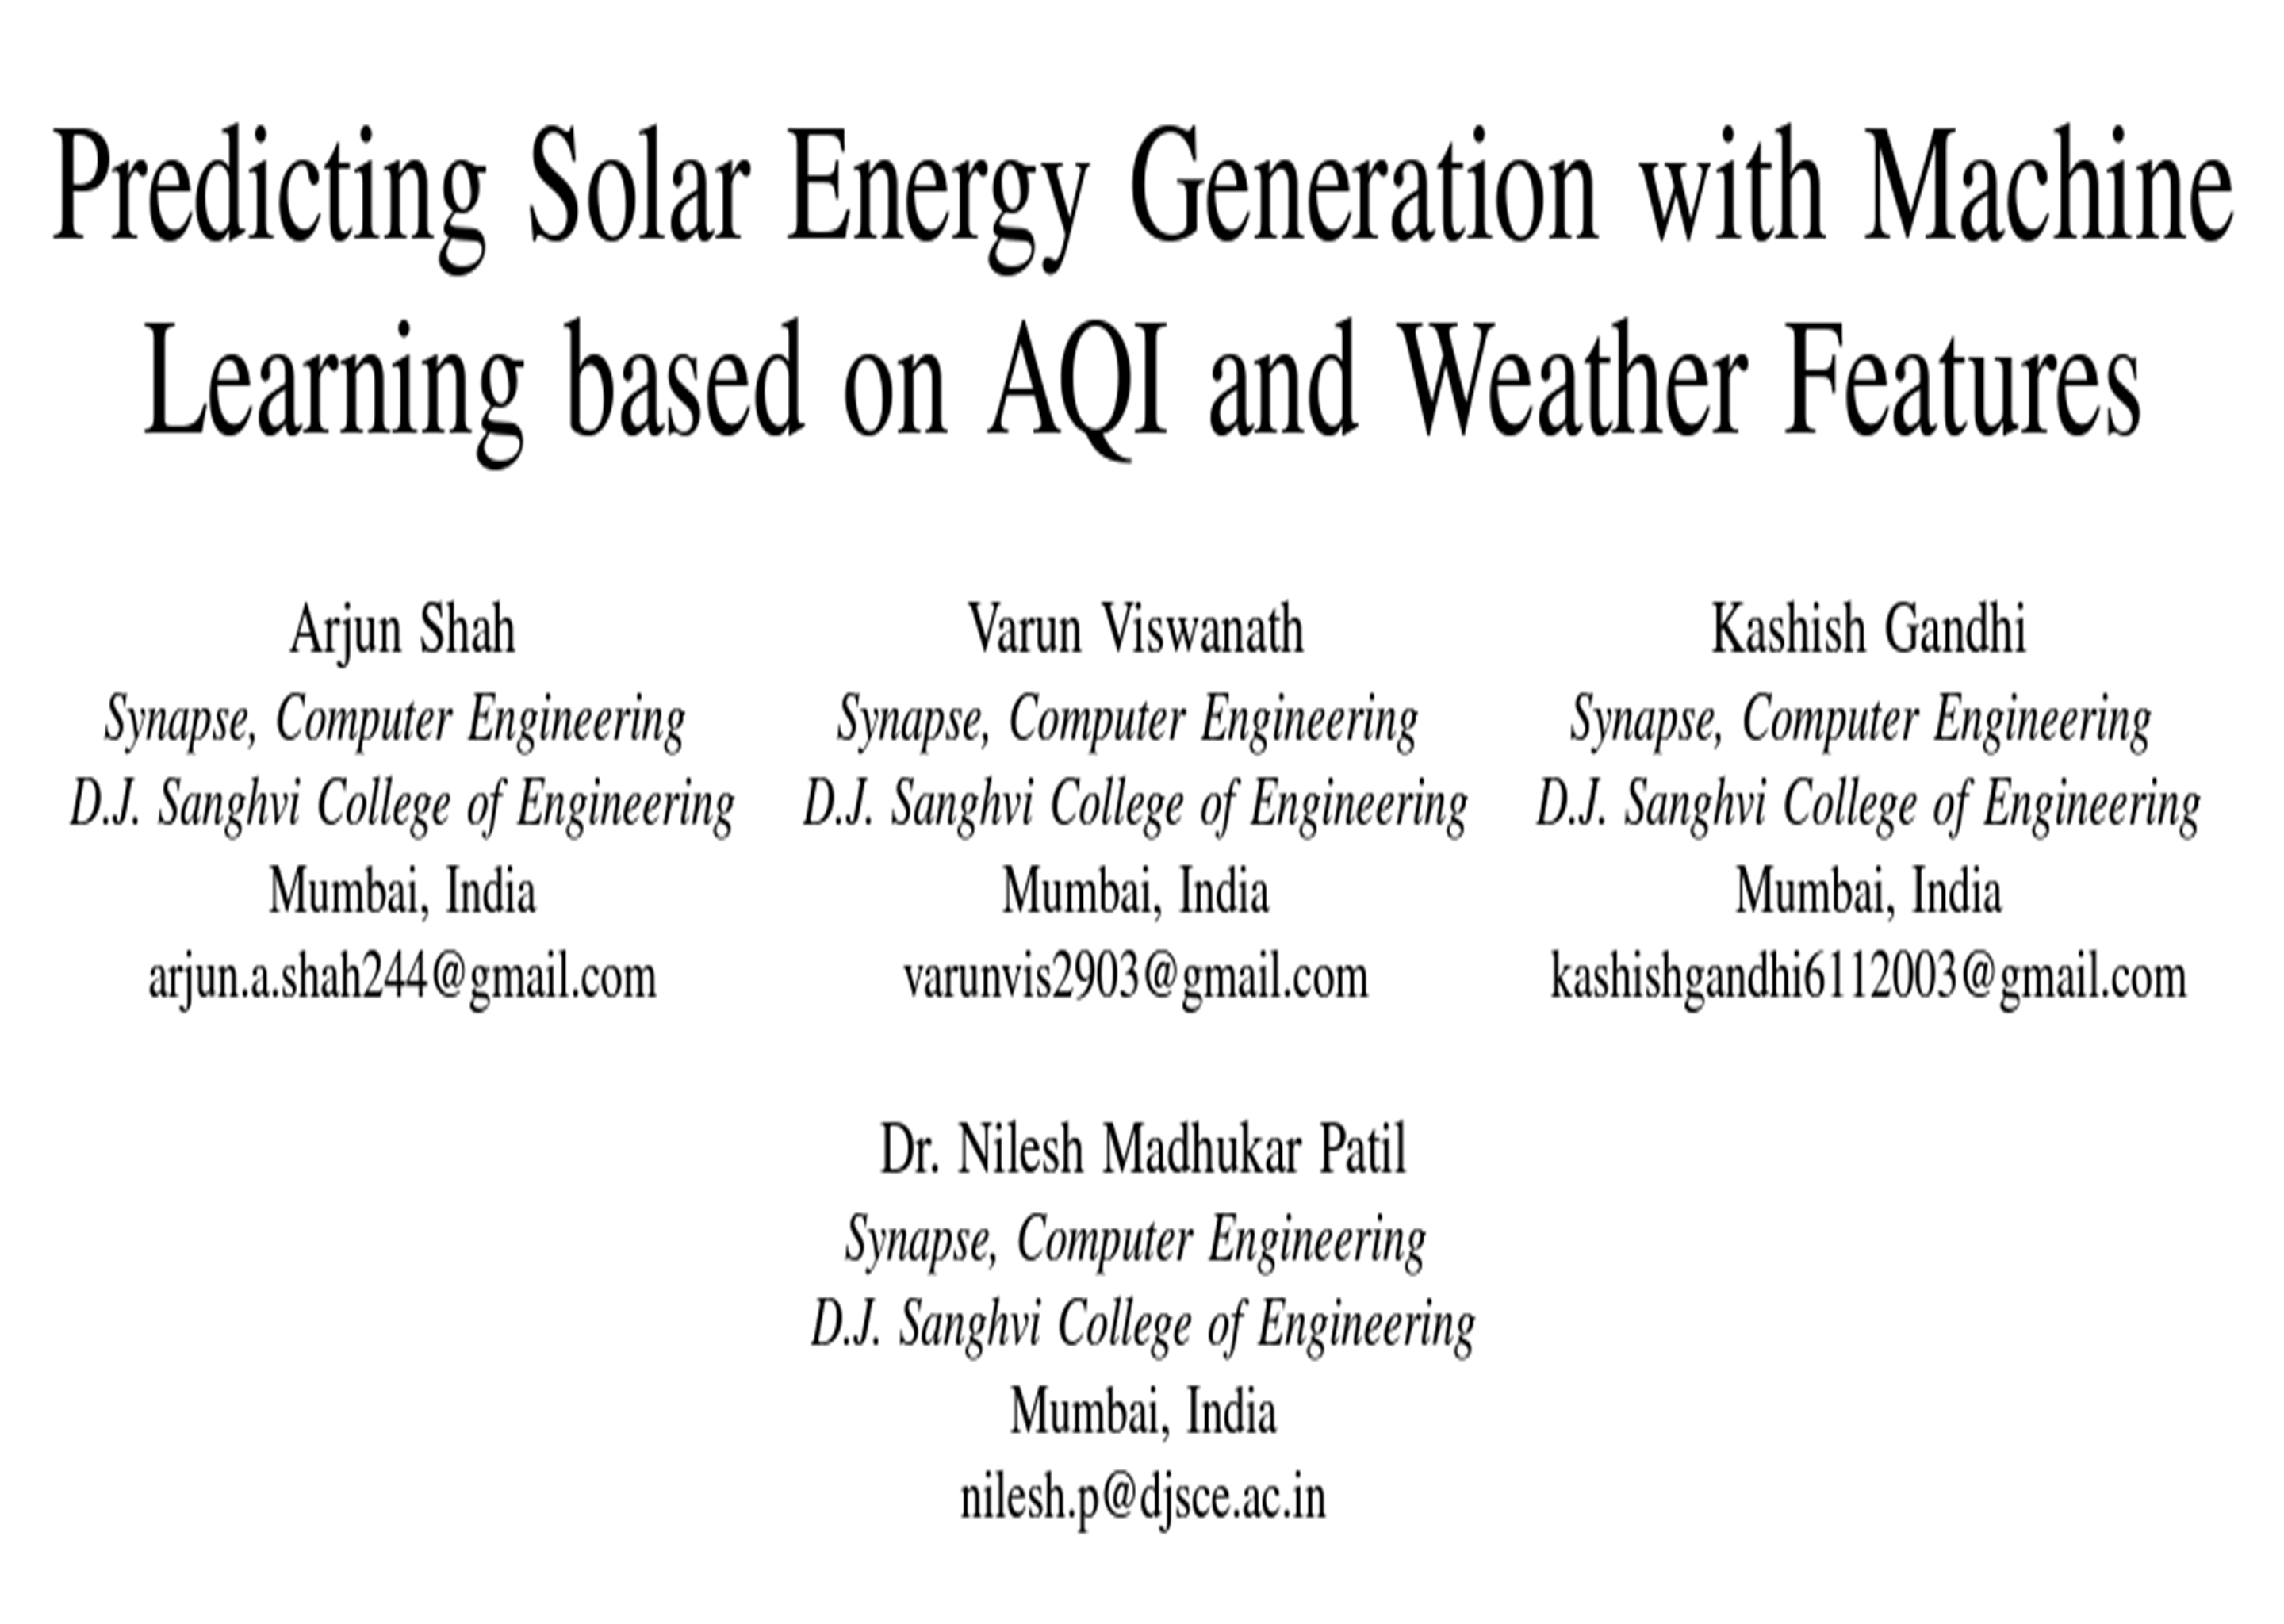 Predicting Solar Energy Generation with Machine
Learning based on AQI and Weather Features
Arjun Shah
Synapse, Computer Engineering
D.J. Sanghvi College of Engineering
Mumbai, India
arjun.a.shah244@gmail.com
Varun Viswanath
Synapse, Computer Engineering
D.J. Sanghvi College of Engineering
Mumbai, India
varunvis2903@gmail.com
Kashish Gandhi
Synapse, Computer Engineering
D.J. Sanghvi College of Engineering
Mumbai, India
kashishgandhi6112003@gmail.com
Dr. Nilesh Madhukar Patil
Synapse, Computer Engineering
D.J. Sanghvi College of Engineering
Mumbai, India
nilesh.p@djsce.ac.in